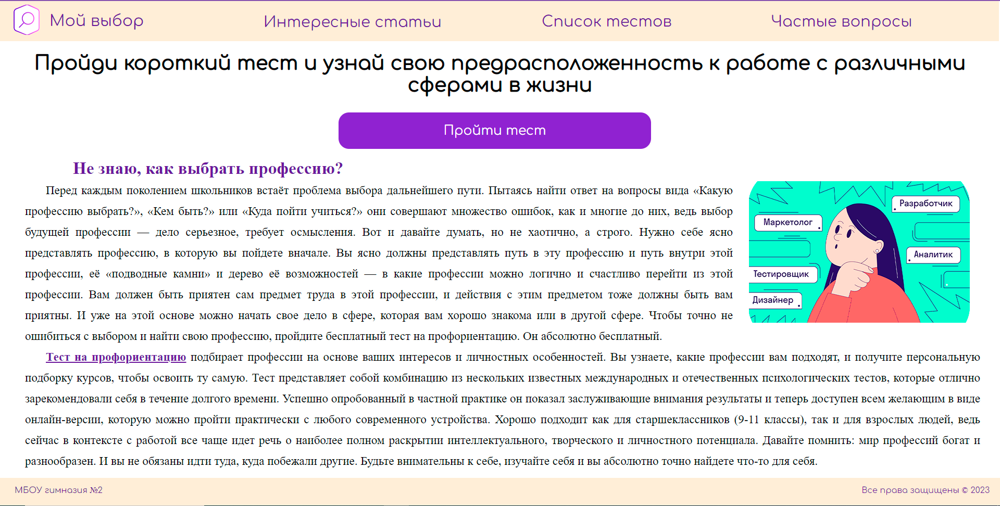 Мой выбор
Интересные статьи
Список тестов
Частые вопросы
Пройди короткий тест и узнай свою предрасположенность к работе с различными
сферами в жизни
Пройти тест
Не знаю, как выбрать профессию?
Перед каждым поколением школьников встаёт проблема выбора дальнейшего пути. Пытаясь найти ответ на вопросы вида «Какую
профессию выбрать?», «Кем быть?» или «Куда пойти учиться?» они совершают множество ошибок, как и многие до них, ведь выбор
будущей профессии — дело серьезное, требует осмысления. Вот и давайте думать, но не хаотично, а строго. Нужно себе ясно
представлять профессию, в которую вы пойдете вначале. Вы ясно должны представлять путь в эту профессию и путь внутри этой
профессии, её «подводные камни» и дерево её возможностей — в какие профессии можно логично и счастливо перейти из этой
профессии. Вам должен быть приятен сам предмет труда в этой профессии, и действия с этим предметом тоже должны быть вам
приятны. И уже на этой основе можно начать свое дело в сфере, которая вам хорошо знакома или в другой сфере. Чтобы точно не
ошибиться с выбором и найти свою профессию, пройдите бесплатный тест на профориентацию. Он абсолютно бесплатный.
Разработчик
Маркетолог
Аналитик
Тестировщик
Дизайнер
Тест на профориентацию подбирает профессии на основе ваших интересов и личностных особенностей. Вы узнаете, какие профессии вам подходят, и получите персональную
подборку курсов, чтобы освоить ту самую. Тест представляет собой комбинацию из нескольких известных международных и отечественных психологических тестов, которые отлично
зарекомендовали себя в течение долгого времени. Успешно опробованный в частной практике он показал заслуживающие внимания результаты и теперь доступен всем желающим в виде
онлайн-версии, которую можно пройти практически с любого современного устройства. Хорошо подходит как для старшеклассников (9-11 классы), так и для взрослых людей, ведь
сейчас в контексте с работой все чаще идет речь о наиболее полном раскрытии интеллектуального, творческого и личностного потенциала. Давайте помнить: мир профессий богат и
разнообразен. И вы не обязаны идти туда, куда побежали другие. Будьте внимательны к себе, изучайте себя и вы абсолютно точно найдете что-то для себя.
МБОУ гимназия №2
Все права защищены © 2023